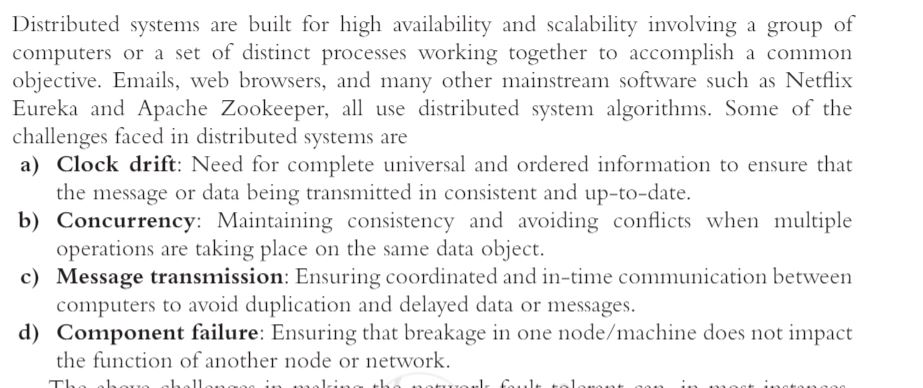 Distributed systems are built for high availability and scalability involving a group of
computers or a set of distinct processes working together to accomplish a common
objective. Emails, web browsers, and many other mainstream software such as Netflix
Eureka and Apache Zookeeper, all use distributed system algorithms. Some of the
challenges faced in distributed systems are
a) Clock drift: Need for complete universal and ordered information to ensure that
the message or data being transmitted in consistent and up-to-date.
b) Concurrency: Maintaining consistency and avoiding conflicts when multiple
operations are taking place on the same data object.
c) Message transmission: Ensuring coordinated and in-time communication between
computers to avoid duplication and delayed data or messages.
d) Component failure: Ensuring that breakage in one node/machine does not impact
the function of another node or network.
The above challenges in making the network fault tolerant can, in most instances,